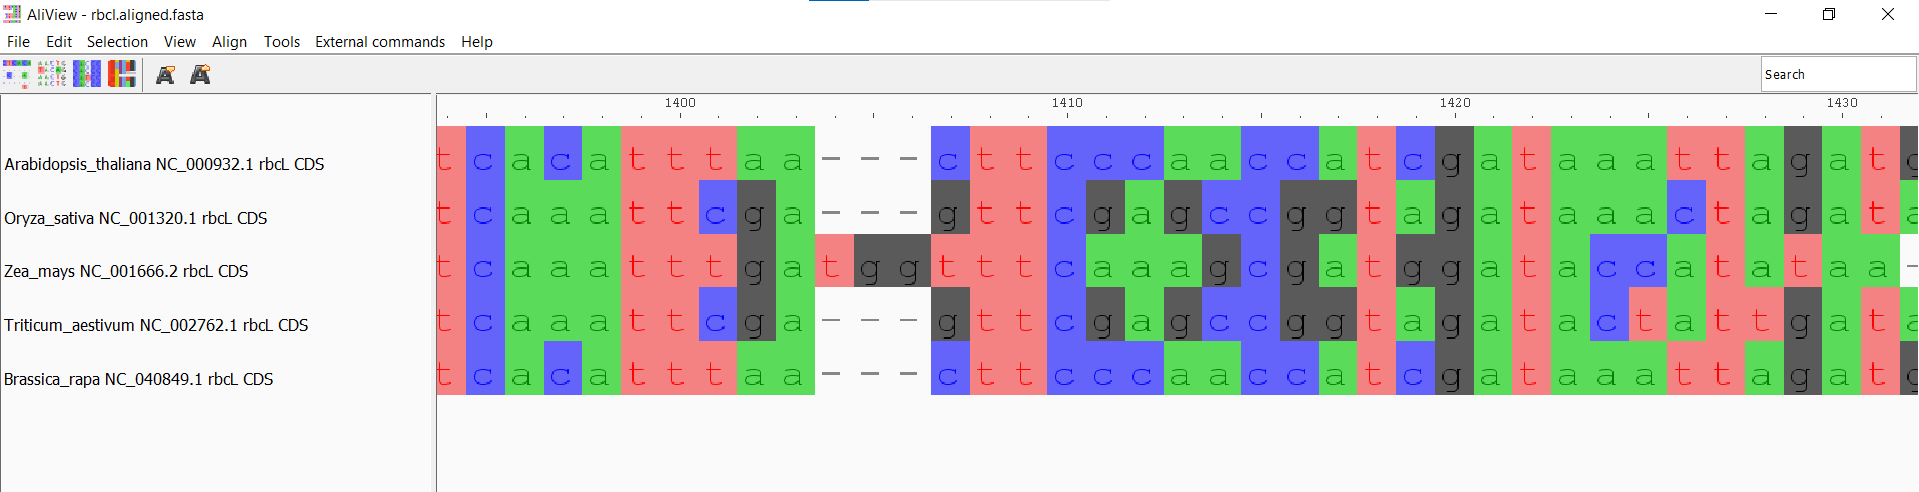 AliView - rbcl.aligned.fasta
File Edit Selection View Align Tools External commands Help
Search
1400 1410 1420 1430
Arabidopsis_thaliana NC_000932.1 rbcL CDS t c a c a t t t a a - - - c t t c c c a a c c a t c g a t a a a t t a g a t g
Oryza_sativa NC_001320.1 rbcL CDS t c a a a t t c g a - - - g t t c g a g c c g g t a g a t a a a c t a g a t a
Zea_mays NC_001666.2 rbcL CDS t c a a a t t t g a t g g t t t c a a a g c g a t g g a t a c c a t a t a a -
Triticum_aestivum NC_002762.1 rbcL CDS t c a a a t t c g a - - - g t t c g a g c c g g t a g a t a c t a t t g a t a
Brassica_rapa NC_040849.1 rbcL CDS t c a c a t t t a a - - - c t t c c c a a c c a t c g a t a a a t t a g a t g